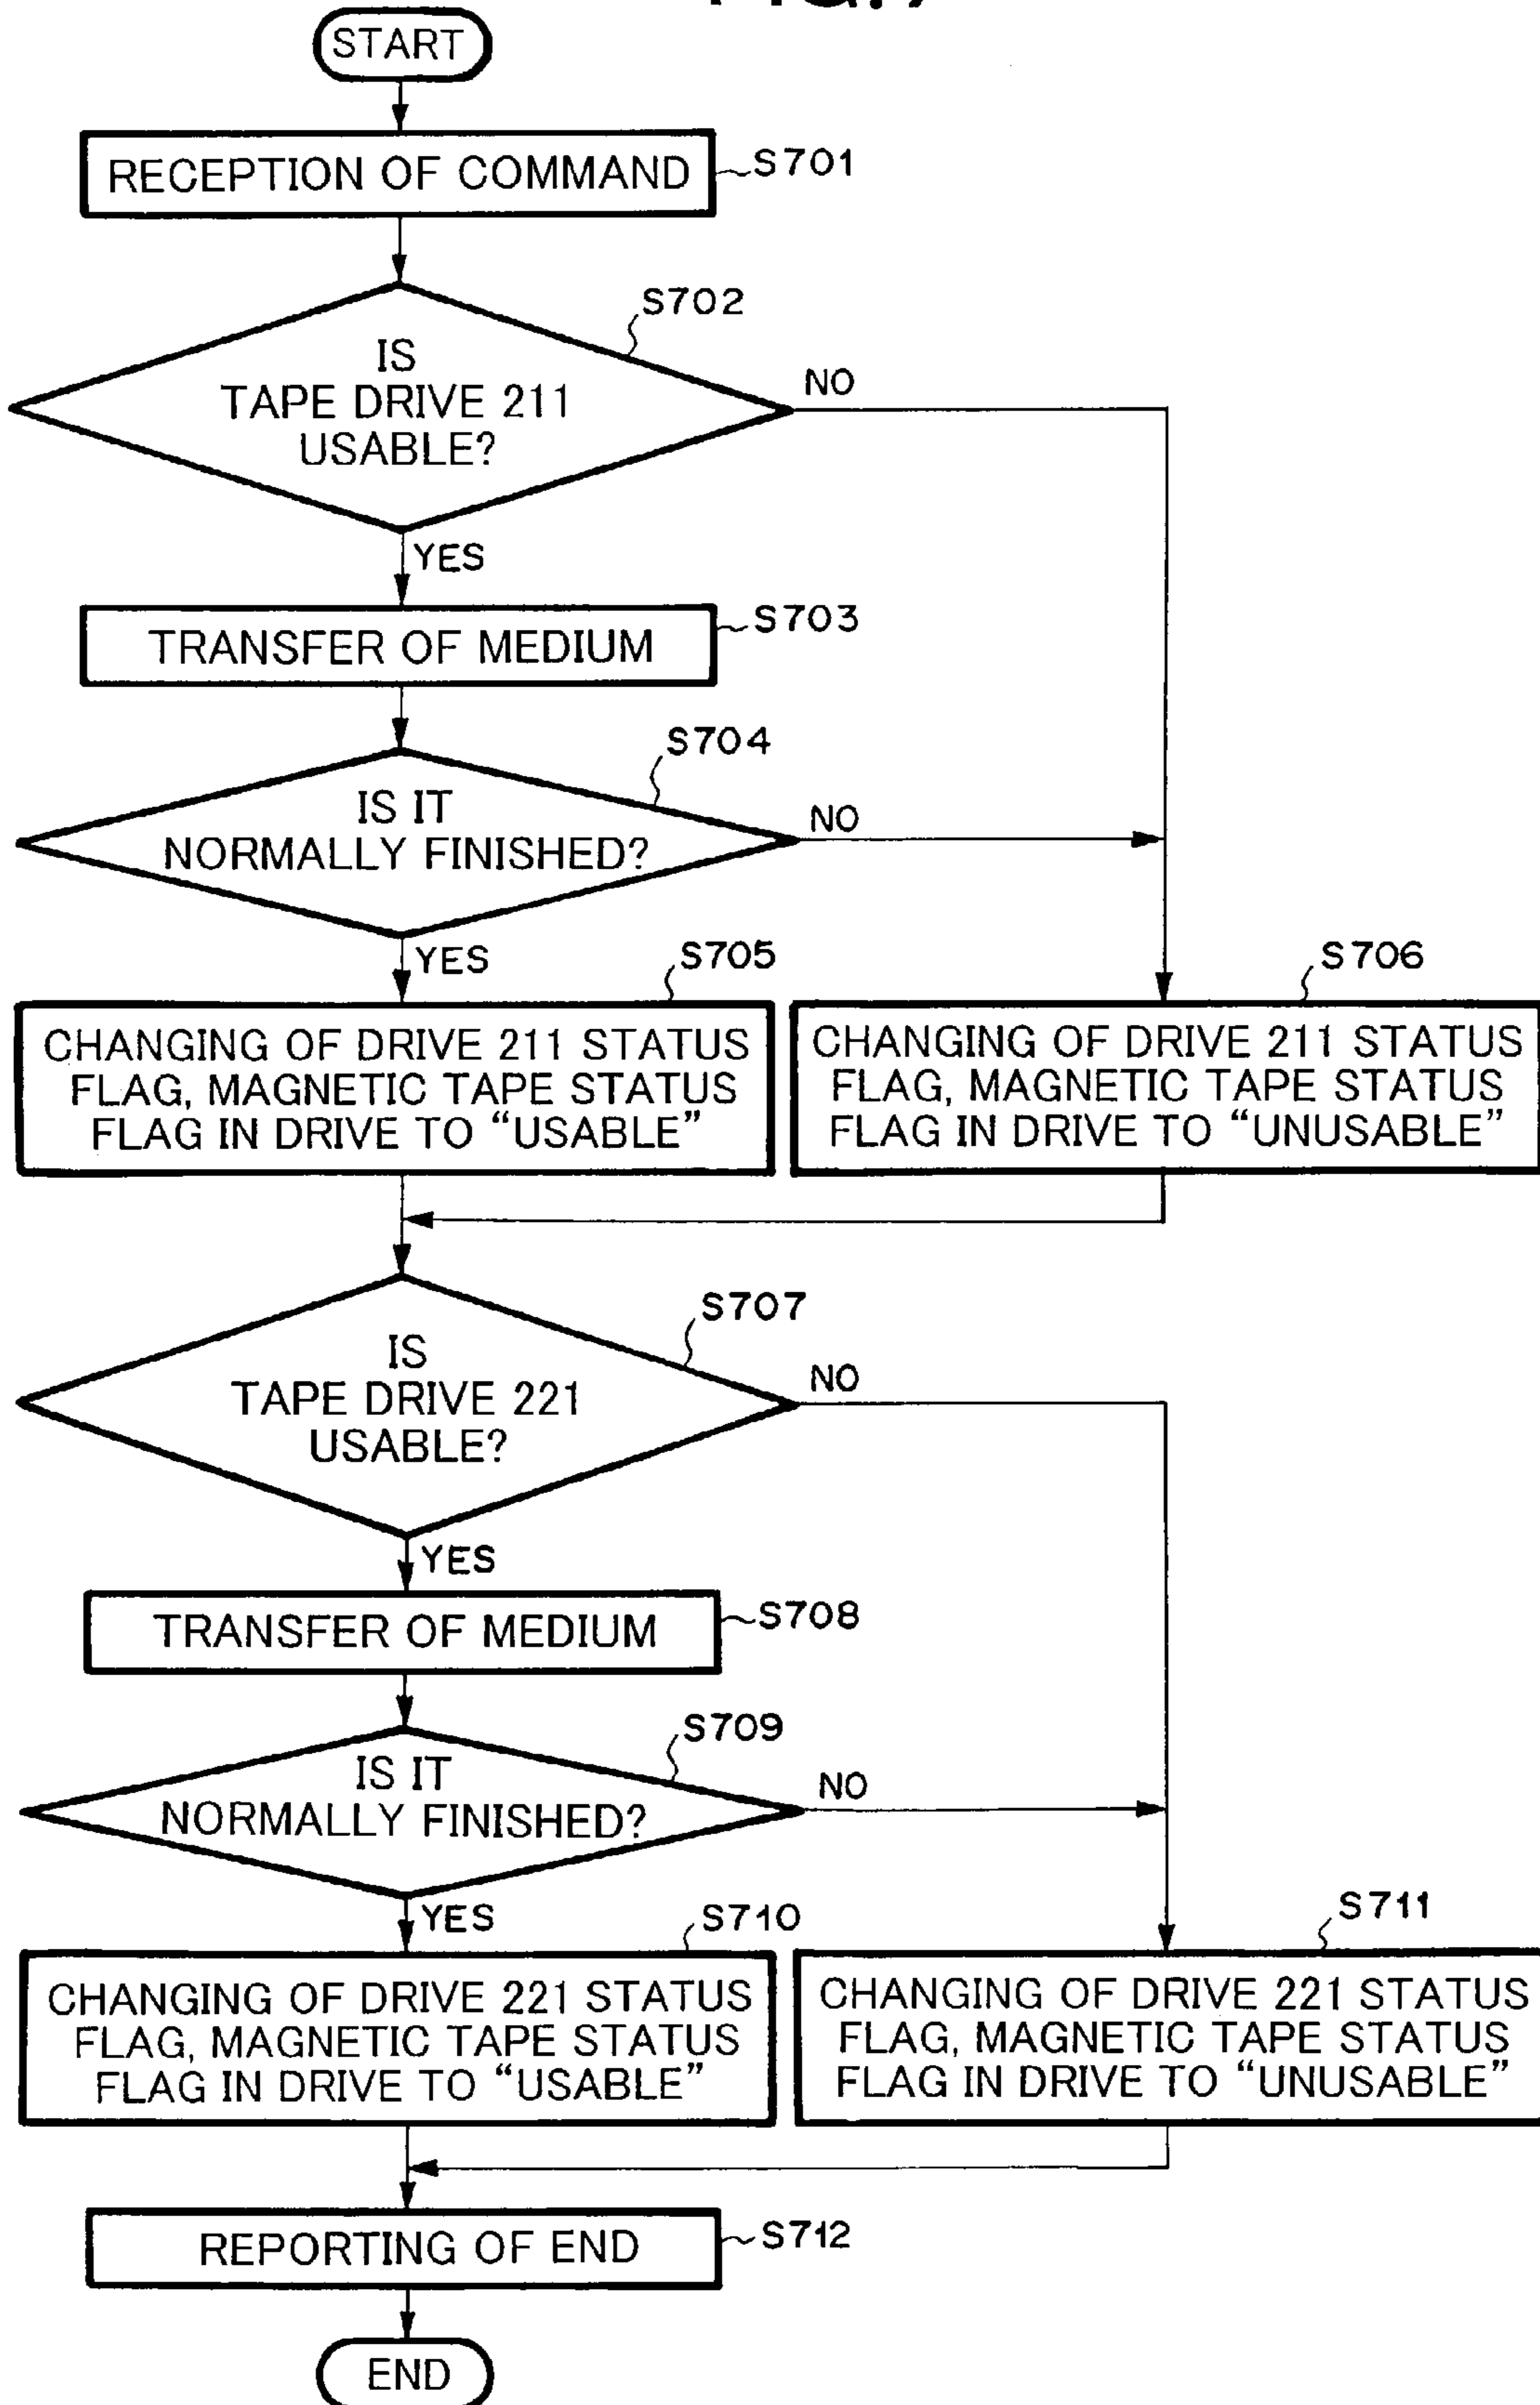 START
RECEPTION OF COMMAND
S701
S702
IS
TAPE DRIVE 211
USABLE?
NO
YES
TRANSFER OF MEDIUM
S703
S704
IS IT
NORMALLY FINISHED?
NO
YES
S705
CHANGING OF DRIVE 211 STATUS
FLAG, MAGNETIC TAPE STATUS
FLAG IN DRIVE TO “USABLE”
S706
CHANGING OF DRIVE 211 STATUS
FLAG, MAGNETIC TAPE STATUS
FLAG IN DRIVE TO “UNUSABLE”
S707
IS
TAPE DRIVE 221
USABLE?
NO
YES
TRANSFER OF MEDIUM
S708
S709
IS IT
NORMALLY FINISHED?
NO
YES
S710
CHANGING OF DRIVE 221 STATUS
FLAG, MAGNETIC TAPE STATUS
FLAG IN DRIVE TO “USABLE”
S711
CHANGING OF DRIVE 221 STATUS
FLAG, MAGNETIC TAPE STATUS
FLAG IN DRIVE TO “UNUSABLE”
REPORTING OF END
S712
END